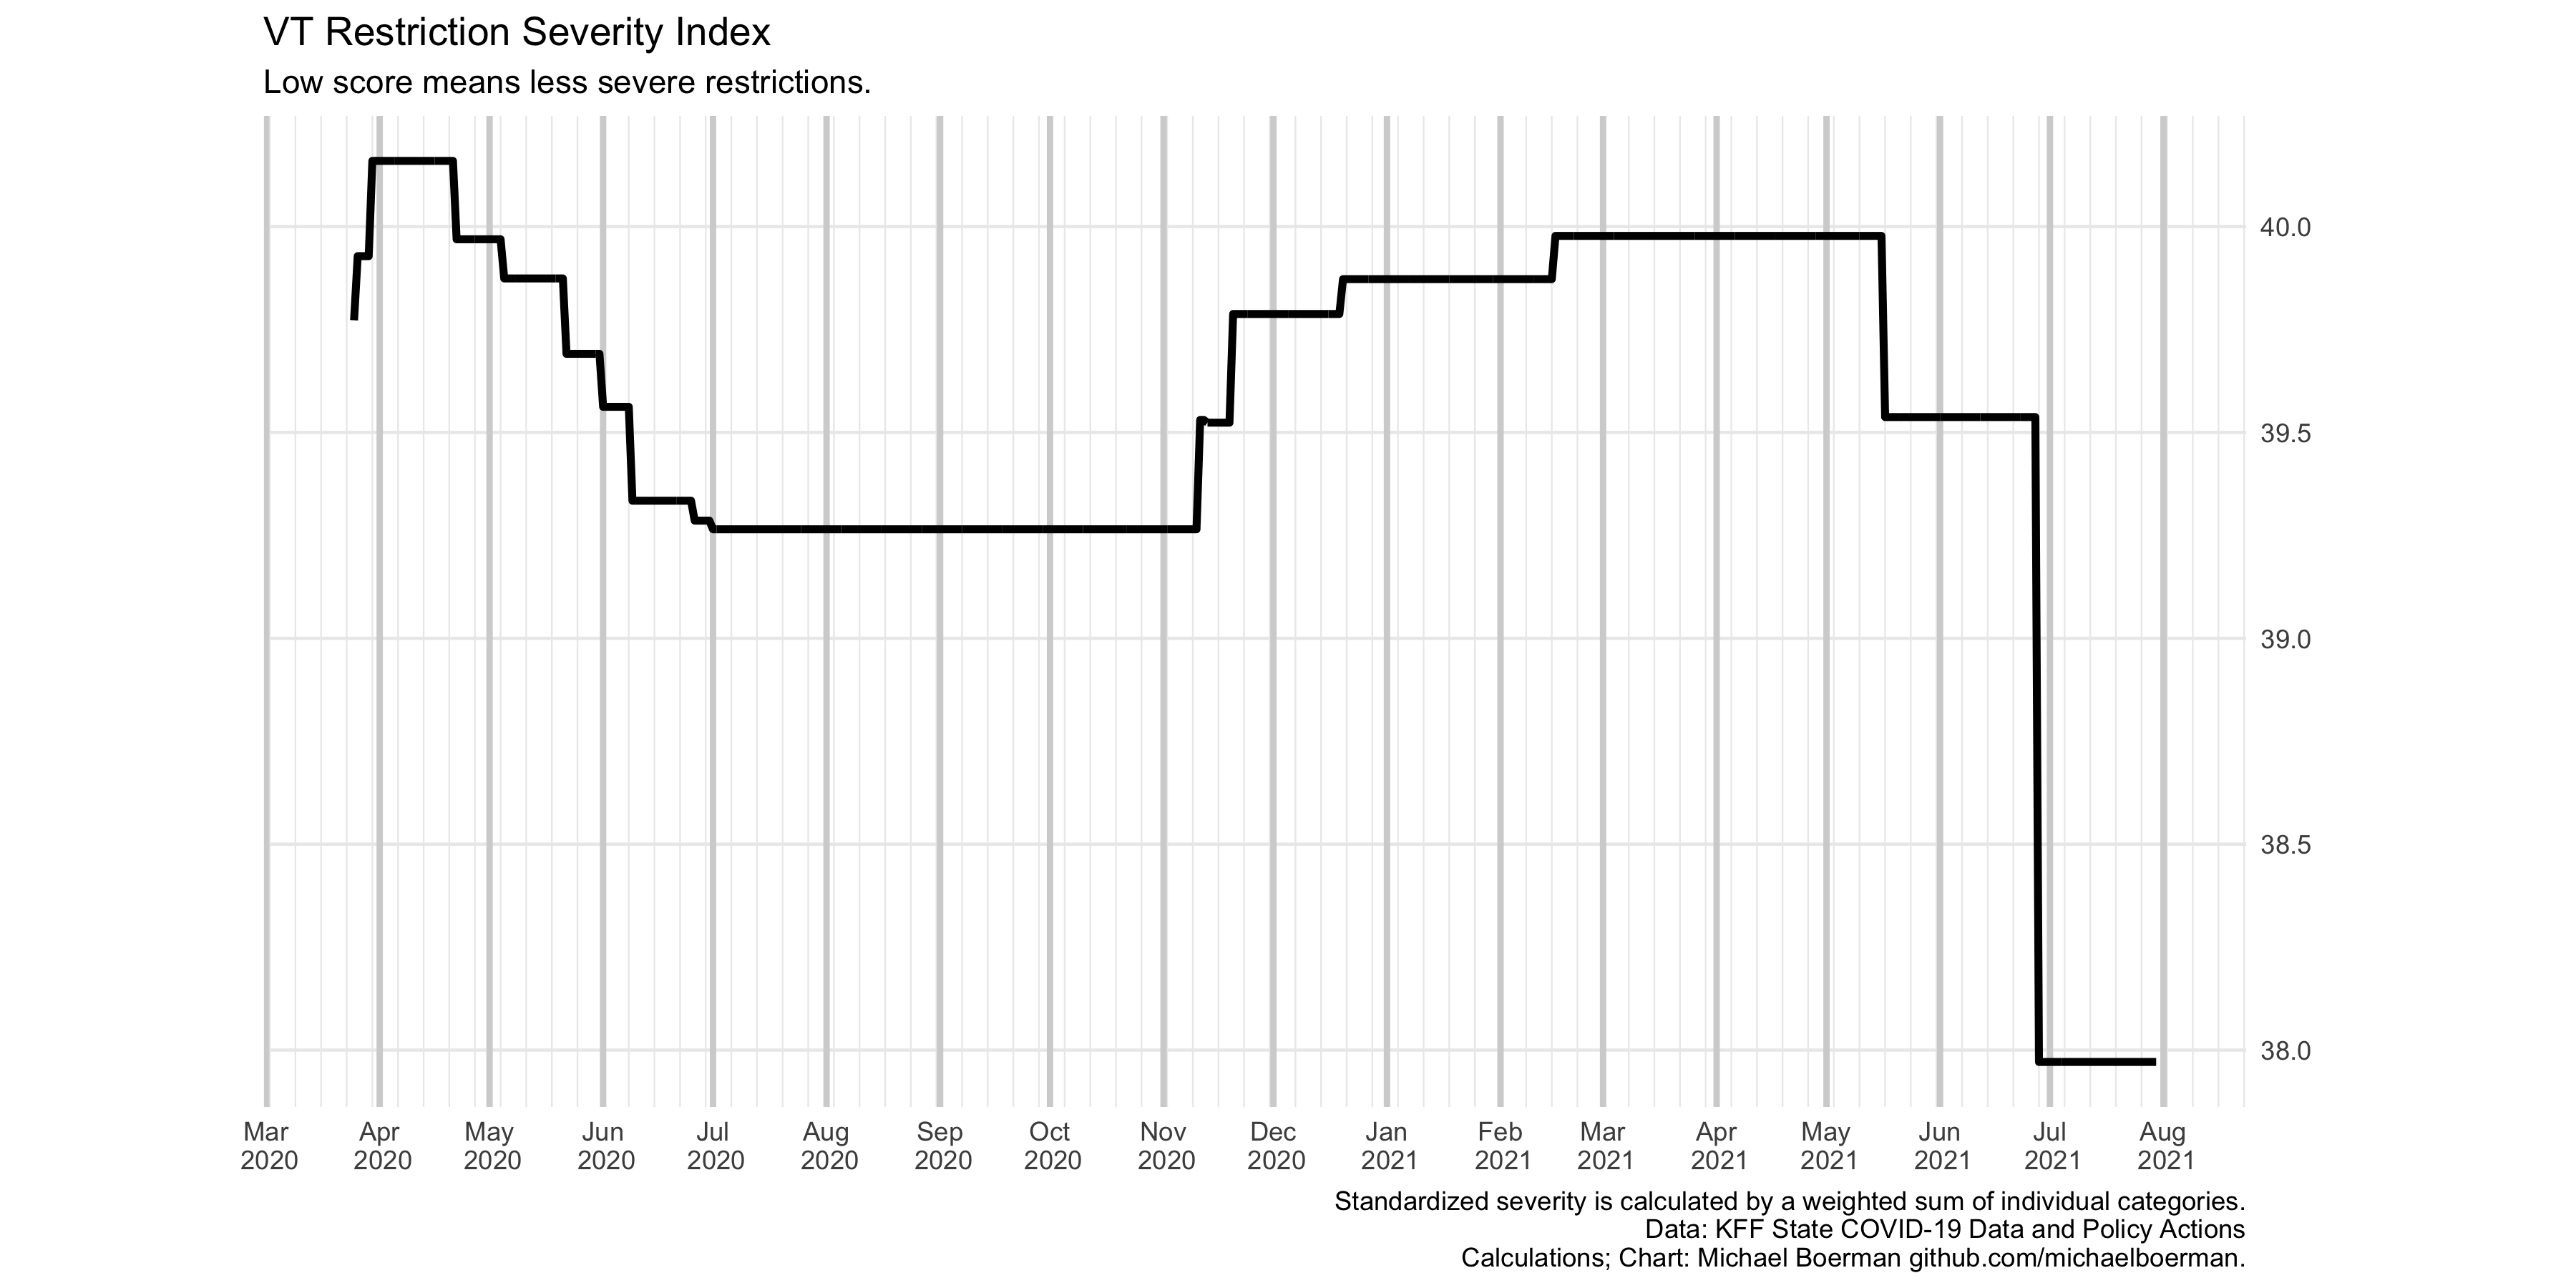 VT Restriction Severity Index
Low score means less severe restrictions.
40.0
39.5
39.0
38.5
38.0
Mar Apr May Jun Jul Aug Sep Oct Nov Dec Jan Feb Mar Apr May Jun Jul Aug
2020 2020 2020 2020 2020 2020 2020 2020 2020 2020 2021 2021 2021 2021 2021 2021 2021 2021
Standardized severity is calculated by a weighted sum of individual categories.
Data: KFF State COVID-19 Data and Policy Actions
Calculations; Chart: Michael Boerman github.com/michaelboerman.